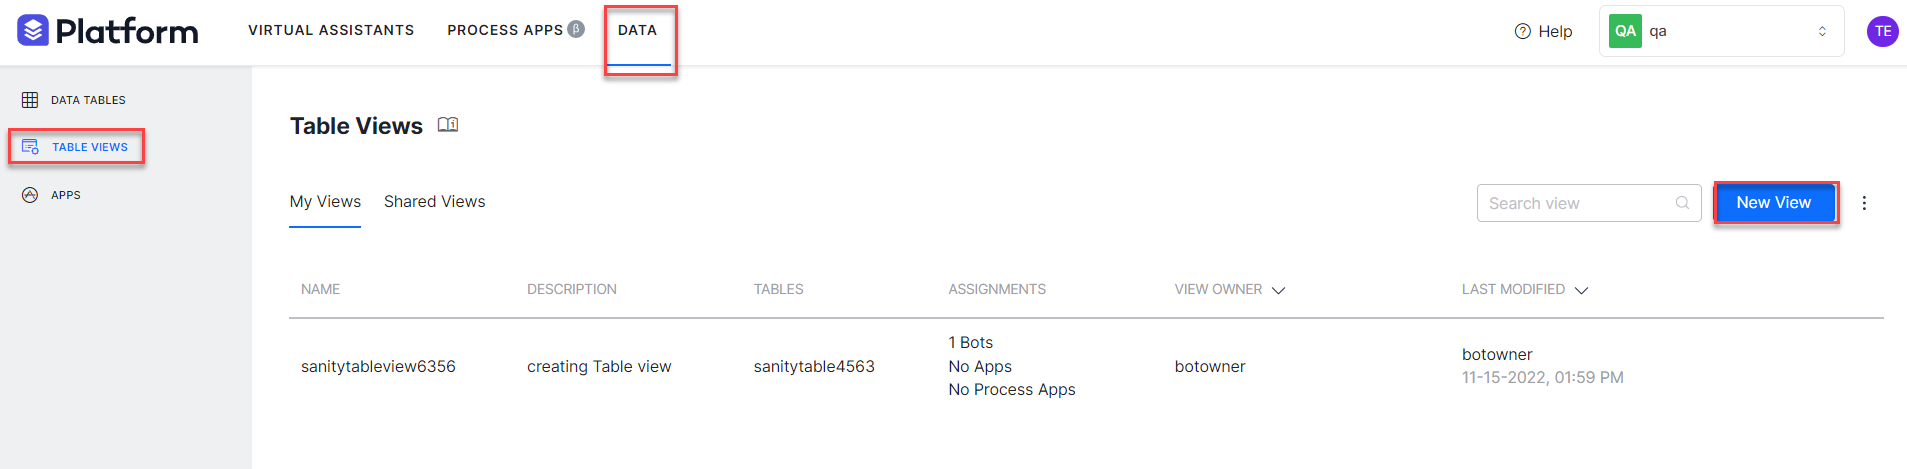 Platform VIRTUAL ASSISTANTS PROCESS APPS β DATA Help QA qa TE
DATA TABLES
TABLE VIEWS
APPS
Table Views
My Views Shared Views Search view New View
NAME DESCRIPTION TABLES ASSIGNMENTS VIEW OWNER LAST MODIFIED
sanitytableview6356 creating Table view sanitytable4563 1 Bots botowner botowner
No Apps 11-15-2022, 01:59 PM
No Process Apps